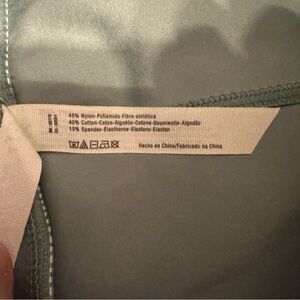 45% Nylon-Poliamida-Fibra-sintética
40% Cotton-Coton-Algodón-Cotone-Baumwolle-Algodão
15% Spandex-Élasthanne-Elastano-Elastan
Hecho en China/Fabricado na China